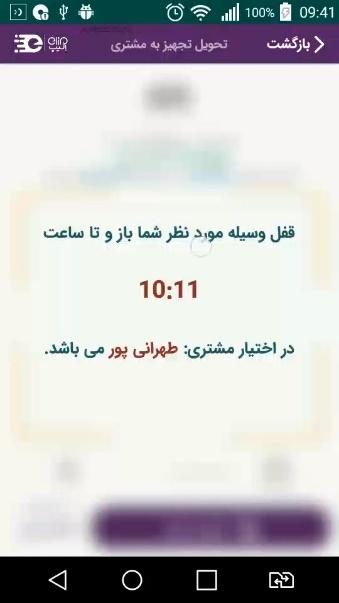 100% 09:41
بازگشت
تحویل تجهیز به مشتری
قفل وسیله مورد نظر شما باز و تا ساعت
10:11
در اختیار مشتری: طهرانی پور می باشد.